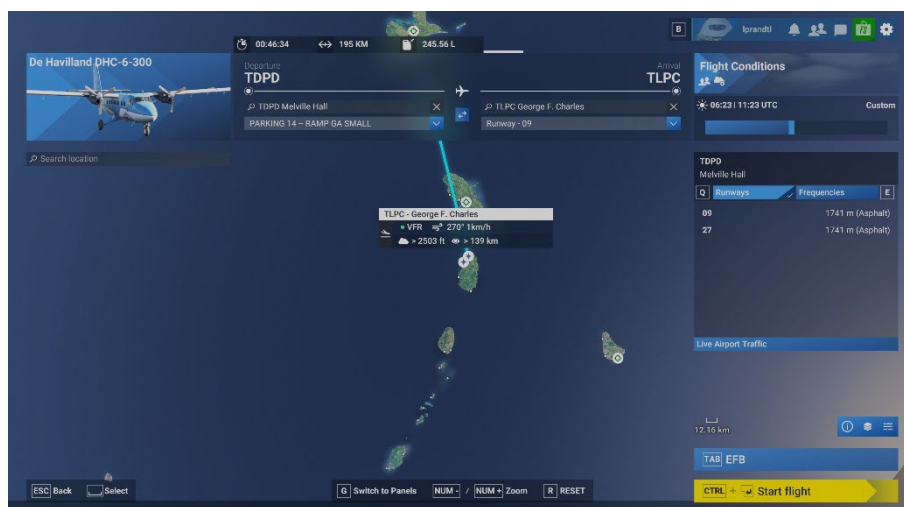 B
lprandtl
13
00:46:34
195 KM
245.56 L
De Havilland DHC-6-300
Departure
TDPD
TDPD Melville Hall
PARKING 14 – RAMP GA SMALL
Arrival
TLPC
TLPC George F. Charles
Runway - 09
Flight Conditions
06:23 | 11:23 UTC
Custom
Search location
TLPC - George F. Charles
VFR 270° 1km/h
> 2503 ft > 139 km
TDPD
Melville Hall
Q Runways
Frequencies E
09 1741 m (Asphalt)
27 1741 m (Asphalt)
Live Airport Traffic
12.16 km
TAB EFB
ESC Back
Select
G Switch to Panels
NUM - / NUM + Zoom
R RESET
CTRL + Start flight